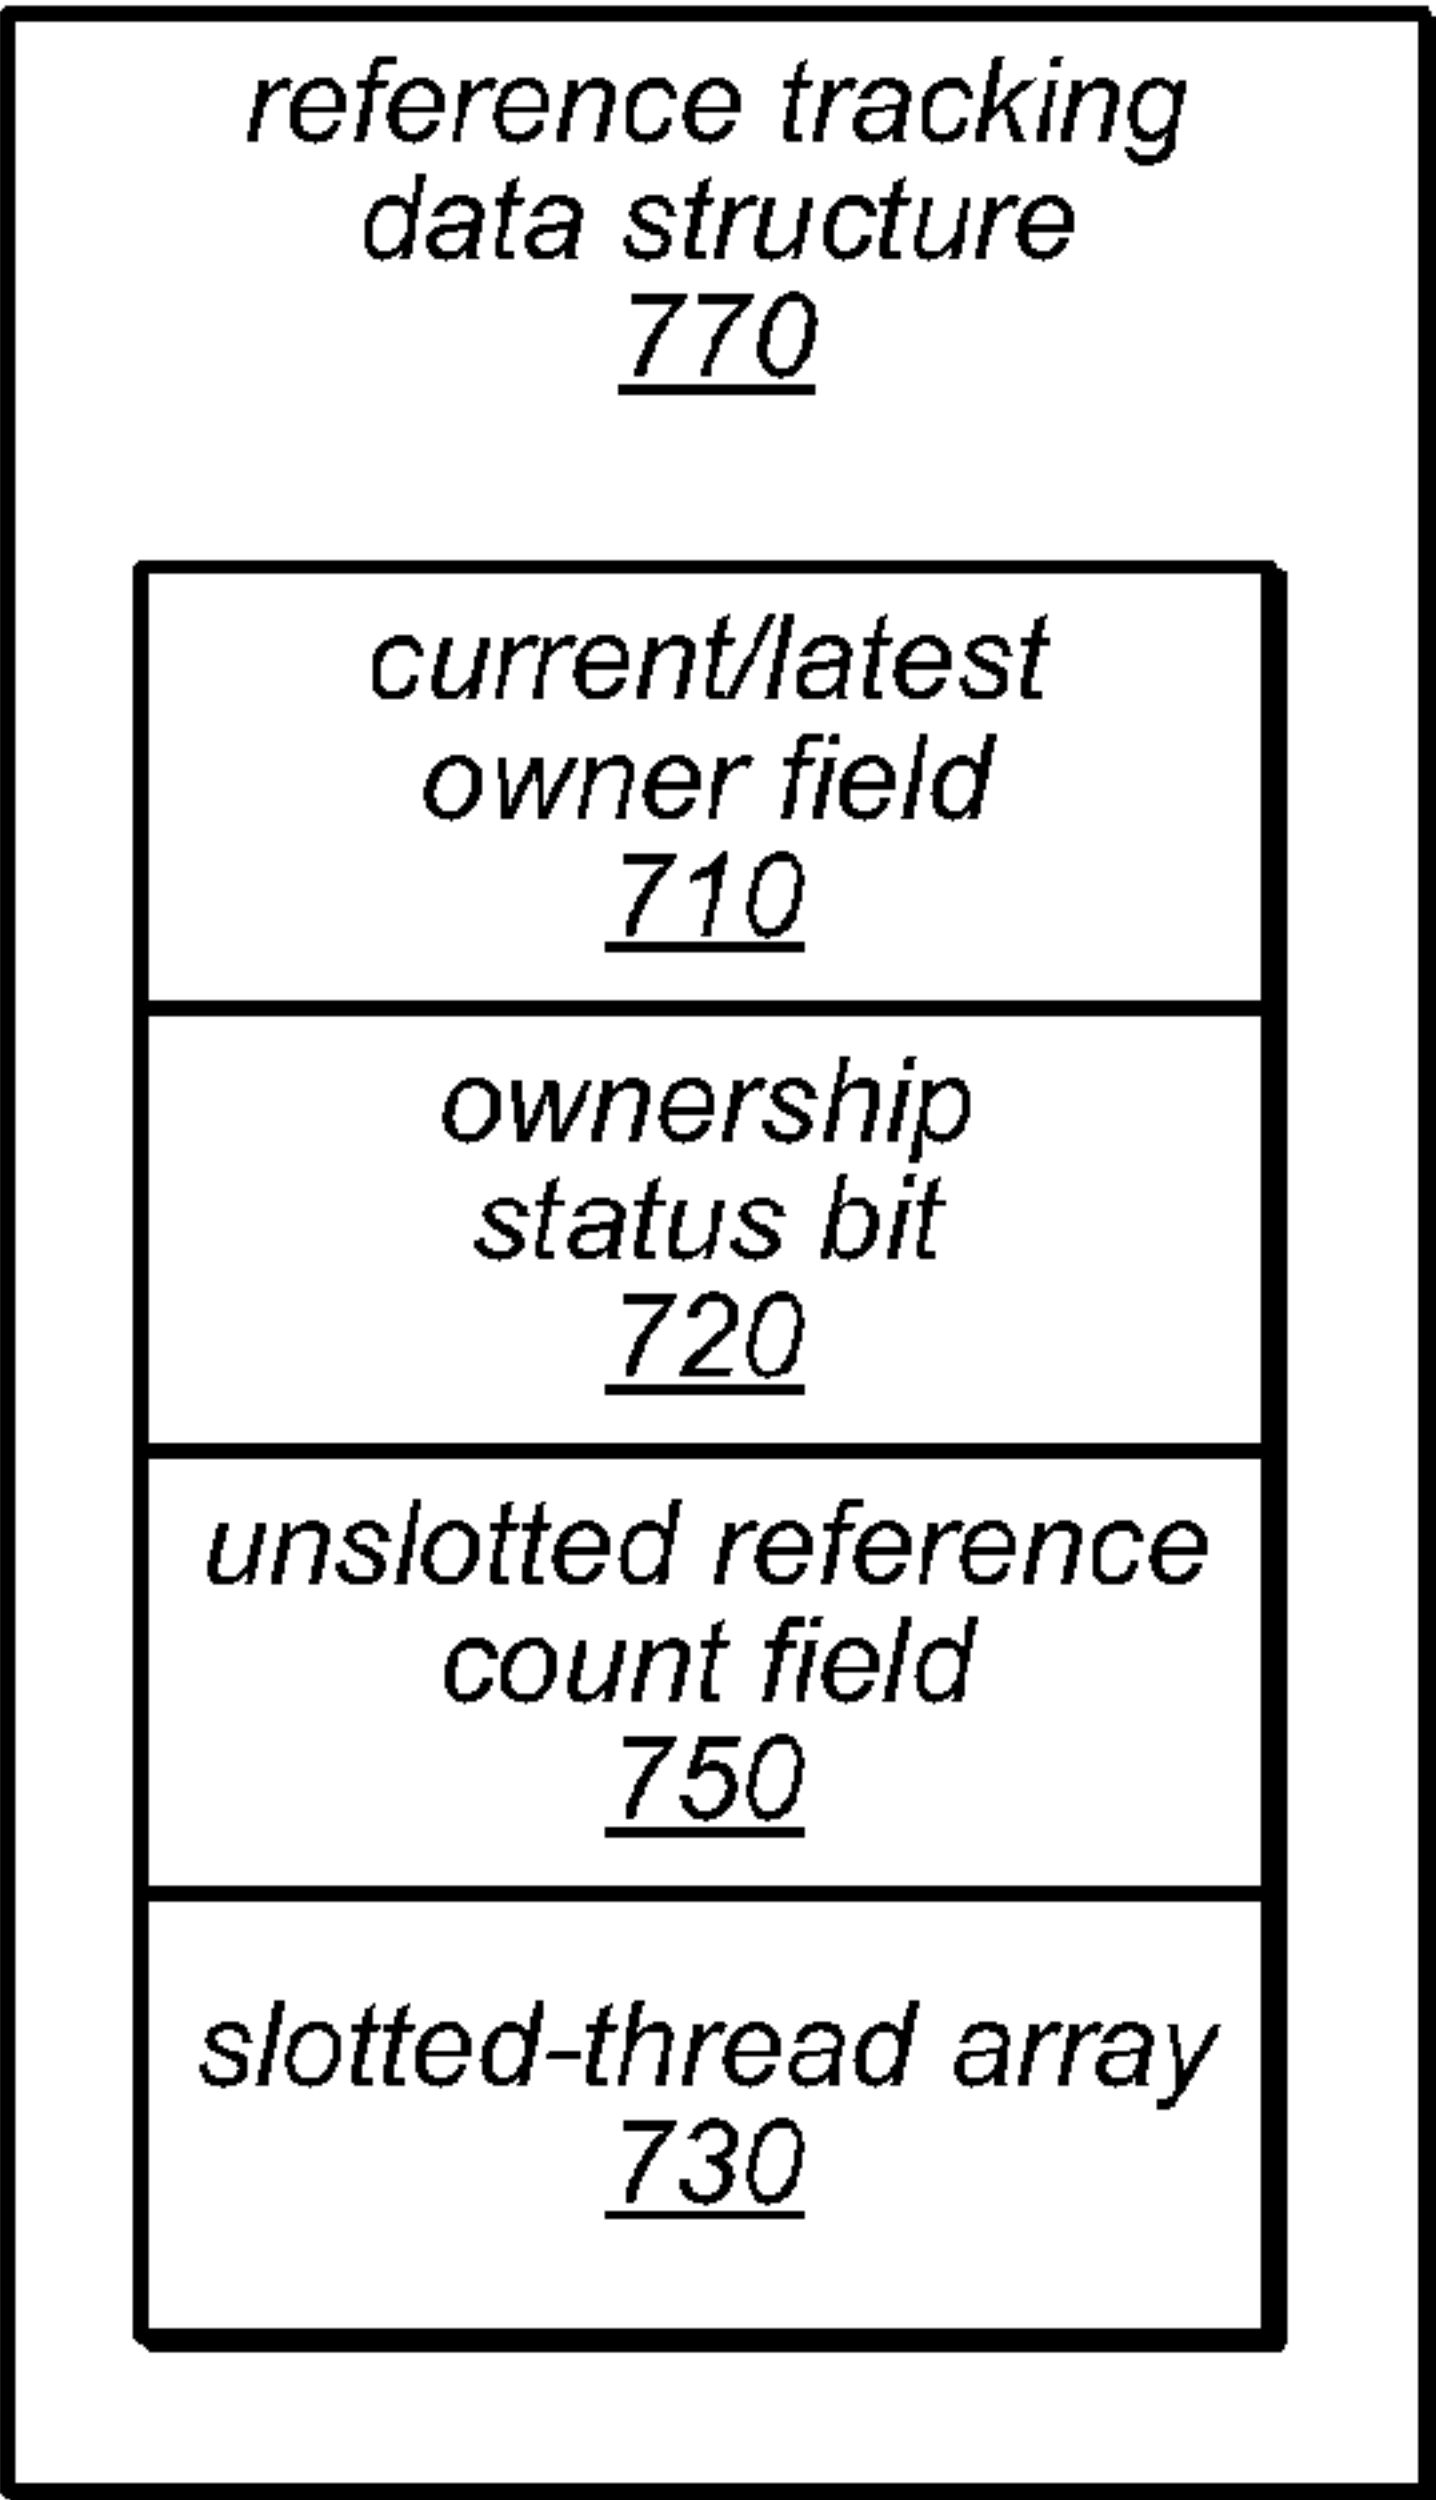 reference tracking
data structure
770
current/latest
owner field
710
ownership
status bit
720
unslotted reference
count field
750
slotted-thread array
730